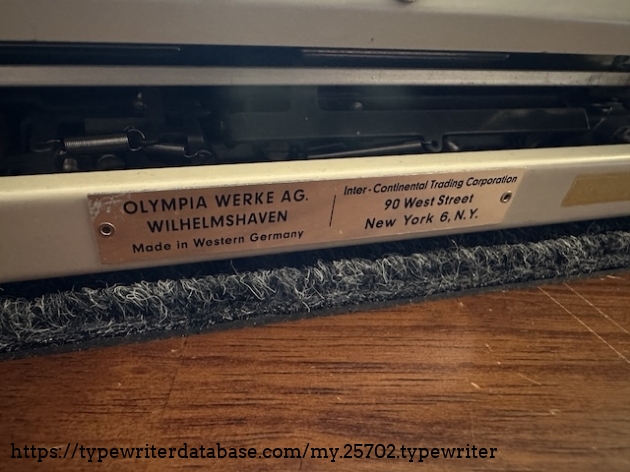 OLYMPIA WERKE AG.
WILHELMSHAVEN
Made in Western Germany
Inter-Continental Trading Corporation
90 West Street
New York 6, N.Y.
https://typewriterdatabase.com/my.25702.typewriter